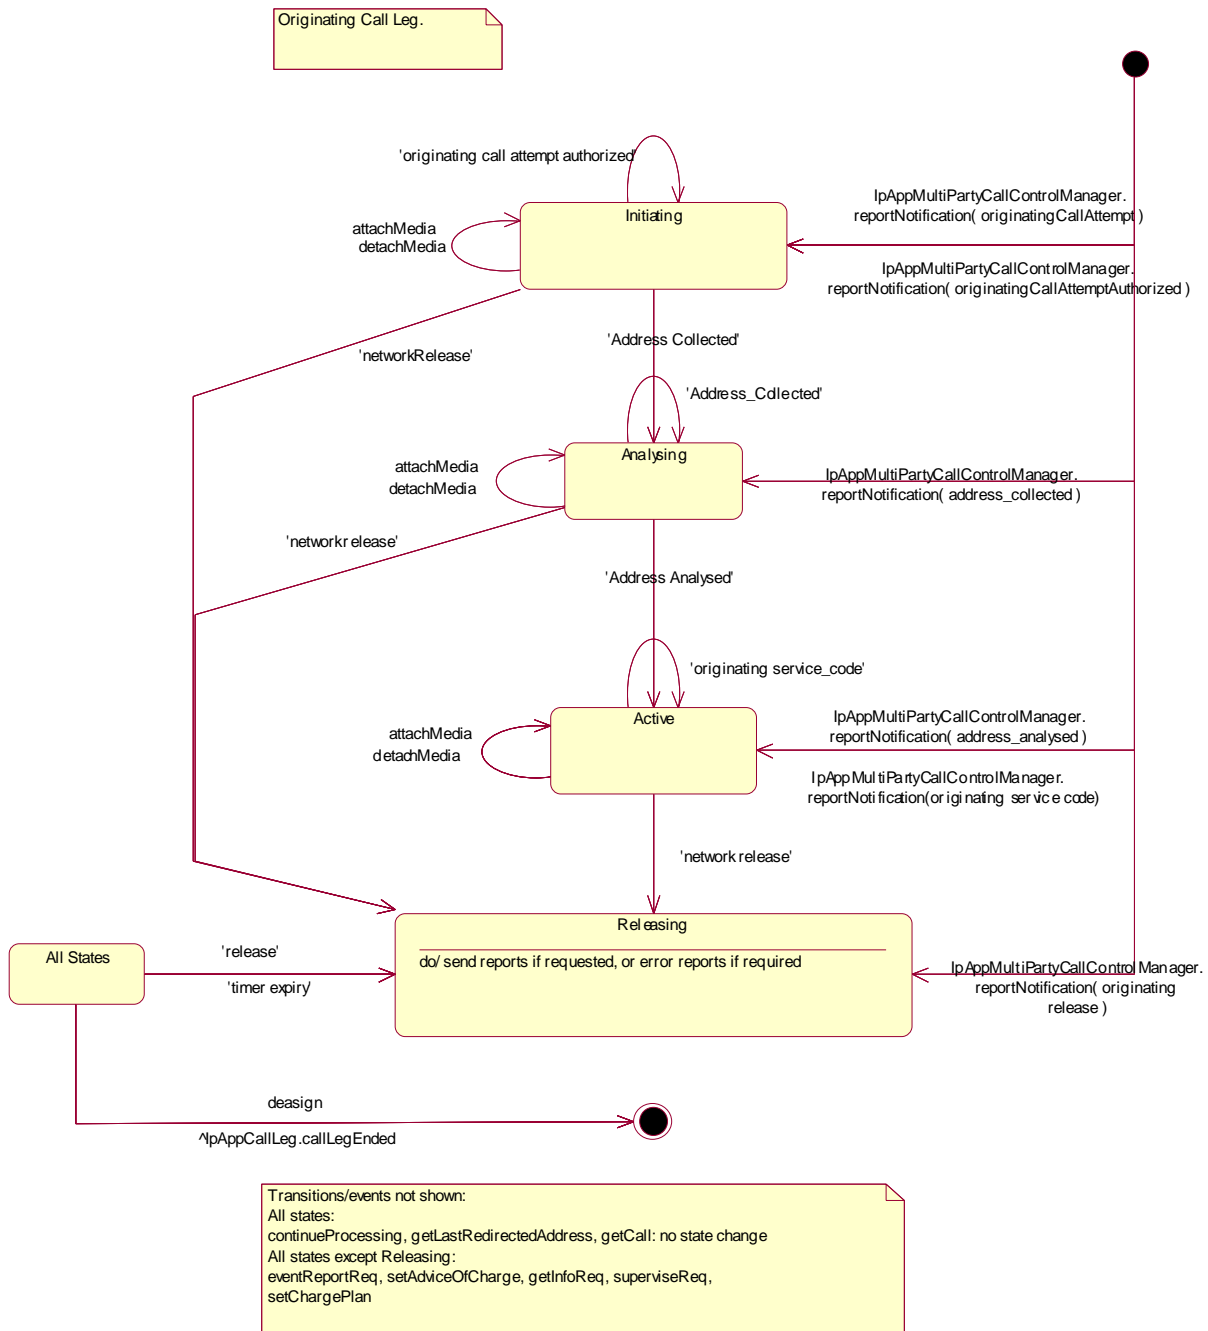 Originating Call Leg.
'originating call attempt authorized'
IpAppMultiPartyCallControlManager.
reportNotification( originatingCallAttempt )
Initiating
attachMedia
detachMedia
IpAppMultiPartyCallControlManager.
reportNotification( originatingCallAttemptAuthorized )
'Address Collected'
'networkRelease'
'Address_Collected'
Analysing
attachMedia
detachMedia
IpAppMultiPartyCallControlManager.
reportNotification( address_collected )
'networkrelease'
'Address Analysed'
'originating service_code'
Active
attachMedia
detachMedia
IpAppMultiPartyCallControlManager.
reportNotification( address_analysed )
IpAppMultiPartyCallControlManager.
reportNotification(originating service code)
'network release'
Releasing
do/ send reports if requested, or error reports if required
All States
'release'
'timer expiry'
IpAppMultiPartyCallControlManager.
reportNotification( originating
release )
deasign
^IpAppCallLeg.callLegEnded
Transitions/events not shown:
All states:
continueProcessing, getLastRedirectedAddress, getCall: no state change
All states except Releasing:
eventReportReq, setAdviceOfCharge, getInfoReq, superviseReq,
setChargePlan